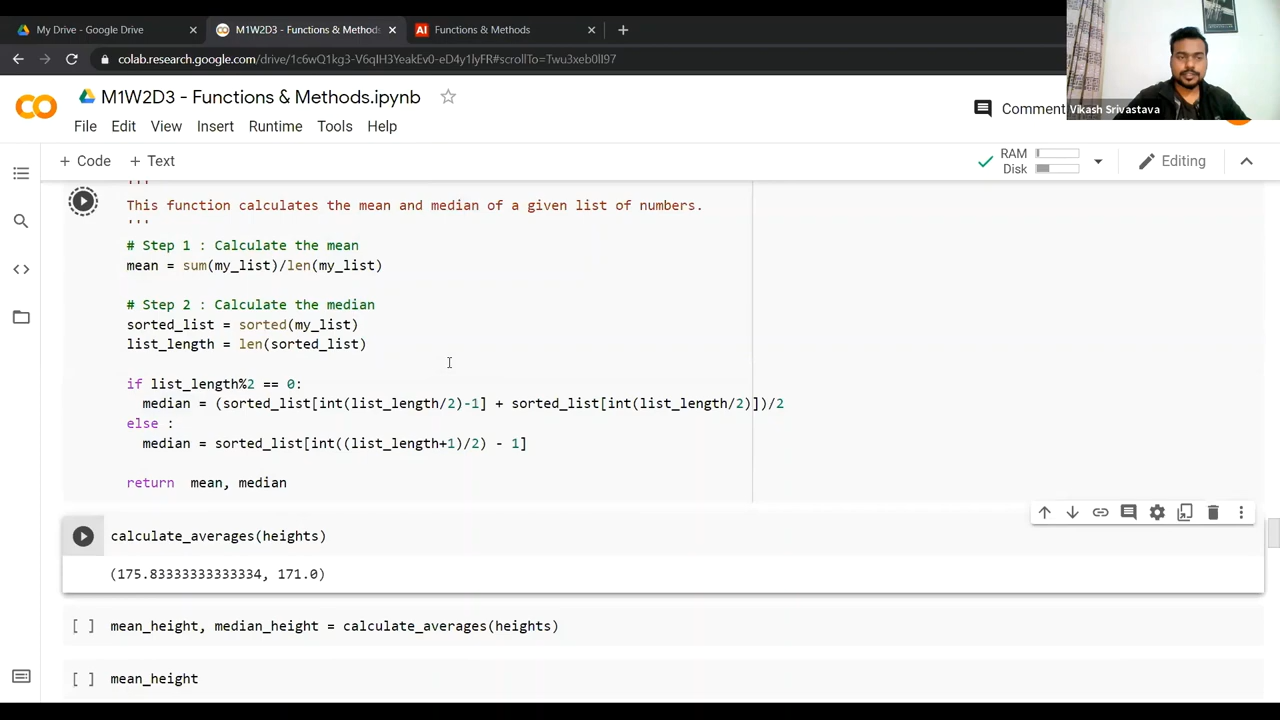 My Drive - Google Drive
M1W2D3 - Functions & Methods
AI Functions & Methods
colab.research.google.com/drive/1c6wQ1kg3-V6qIH3YeakEv0-eD4y1lyFR#scrollTo=Twu3xeb0lI97
Vikash Srivastava
M1W2D3 - Functions & Methods.ipynb
Comment
File Edit View Insert Runtime Tools Help
+ Code + Text
RAM
Disk
Editing
'''
This function calculates the mean and median of a given list of numbers.
'''
# Step 1 : Calculate the mean
mean = sum(my_list)/len(my_list)
# Step 2 : Calculate the median
sorted_list = sorted(my_list)
list_length = len(sorted_list)
if list_length%2 == 0:
median = (sorted_list[int(list_length/2)-1] + sorted_list[int(list_length/2)])/2
else :
median = sorted_list[int((list_length+1)/2) - 1]
return mean, median
calculate_averages(heights)
(175.83333333333334, 171.0)
[ ] mean_height, median_height = calculate_averages(heights)
[ ] mean_height